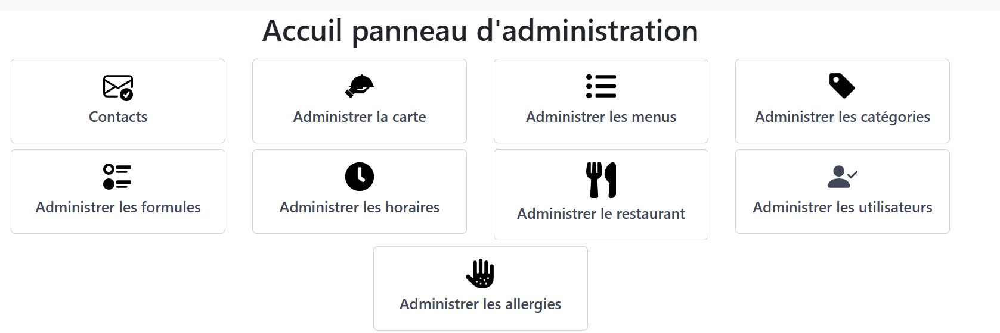 Accuil panneau d'administration
Contacts
Administrer la carte
Administrer les menus
Administrer les catégories
Administrer les formules
Administrer les horaires
Administrer le restaurant
Administrer les utilisateurs
Administrer les allergies